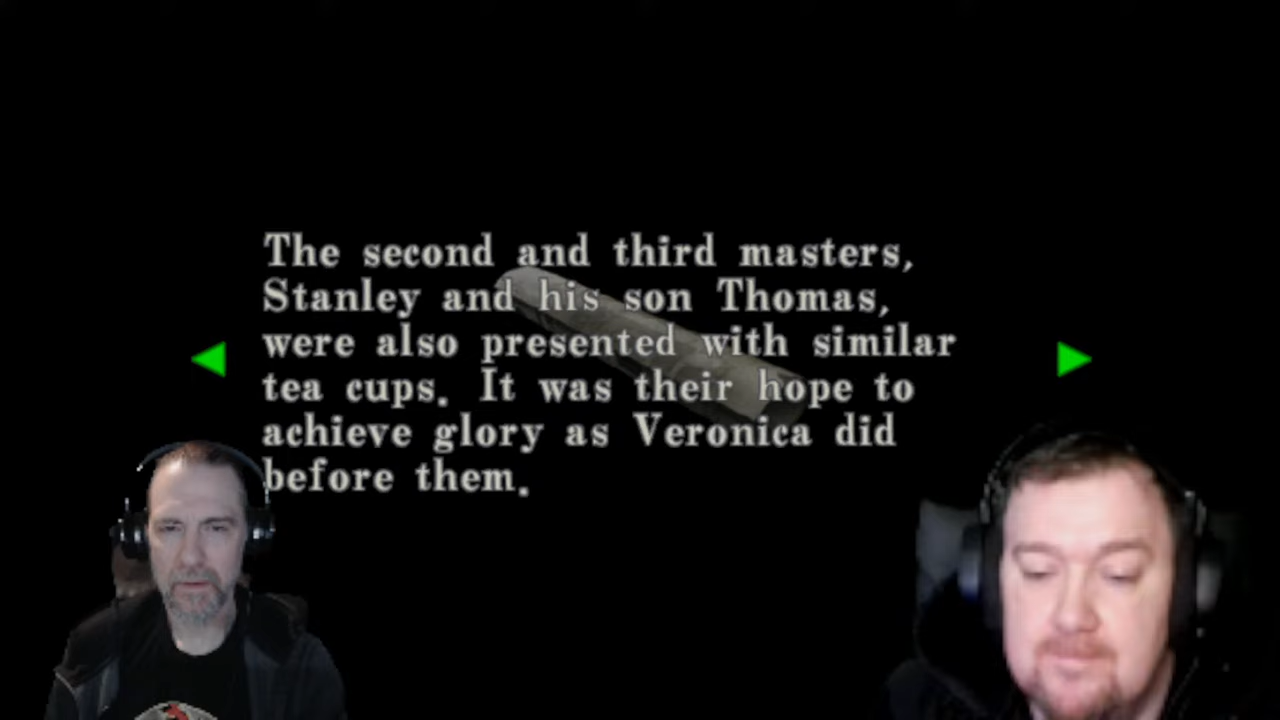 The second and third masters,
Stanley and his son Thomas,
were also presented with similar
tea cups. It was their hope to
achieve glory as Veronica did
before them.